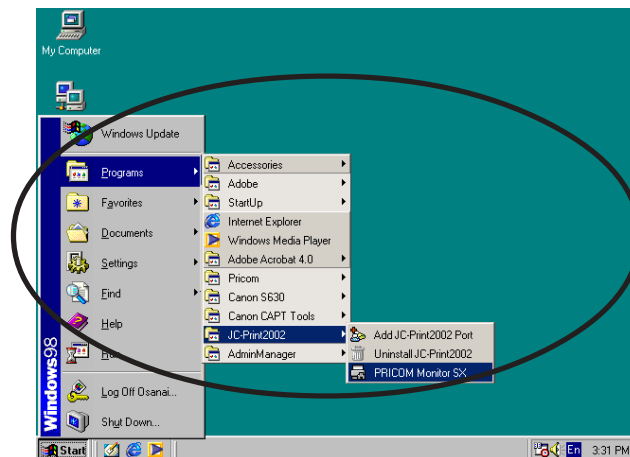 My Computer
Windows Update
Programs
Favorites
Documents
Settings
Find
Help
Log Off Osanai...
Shut Down...
Windows98
Accessories
Adobe
StartUp
Internet Explorer
Windows Media Player
Adobe Acrobat 4.0
Pricom
Canon S630
Canon CAPT Tools
JC-Print2002
AdminManager
Add JC-Print2002 Port
Uninstall JC-Print2002
PRICOM Monitor SX
Start
En
3:31 PM